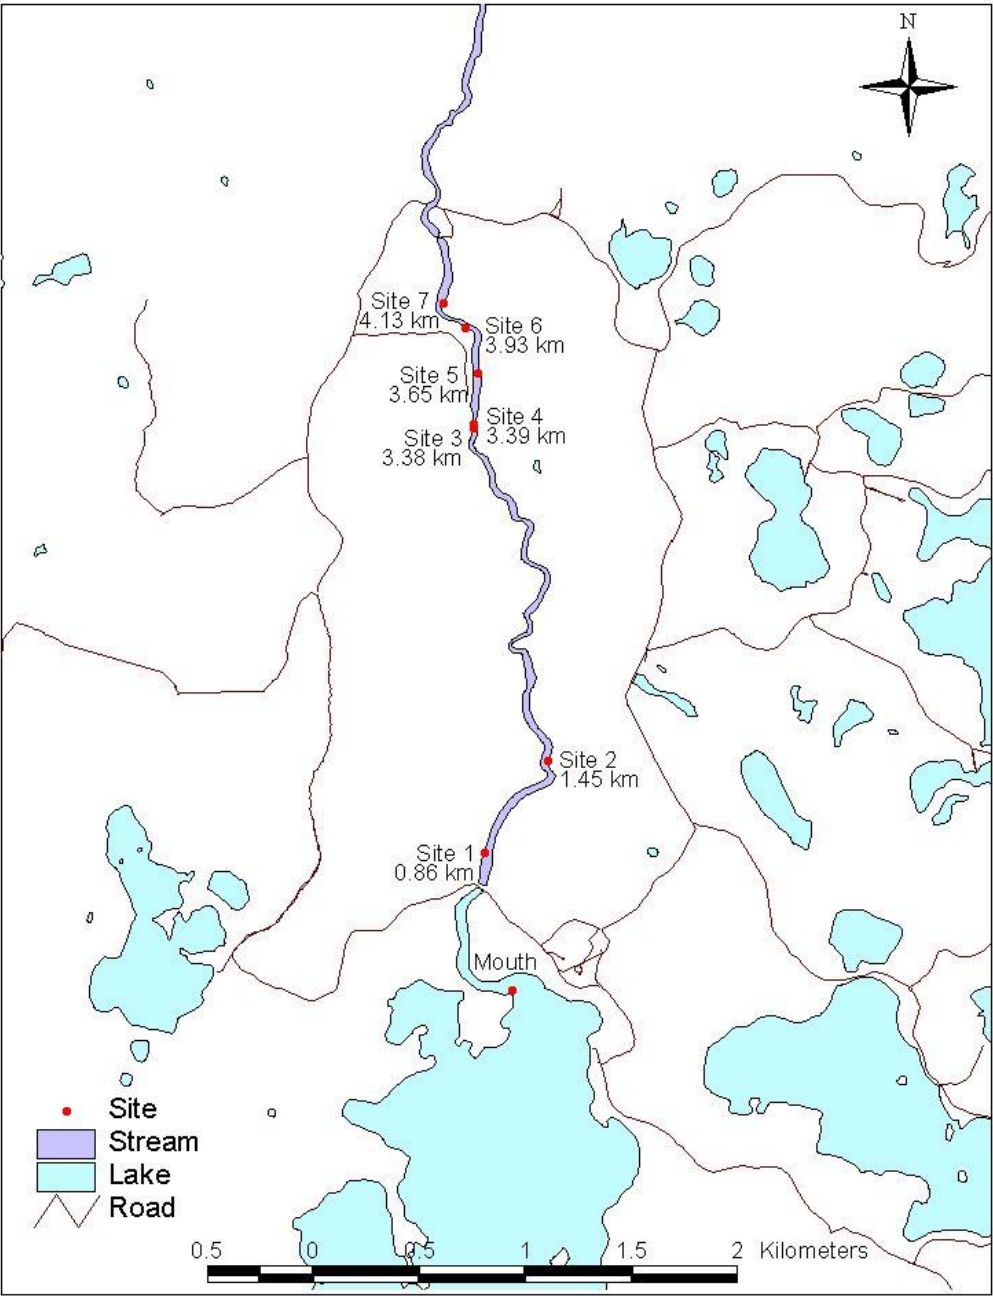 N
Site 7
4.13 km
Site 6
3.93 km
Site 5
3.65 km
Site 4
3.39 km
Site 3
3.38 km
Site 2
1.45 km
Site 1
0.86 km
Mouth
Site
Stream
Lake
Road
0.5 0 0.5 1 1.5 2 Kilometers